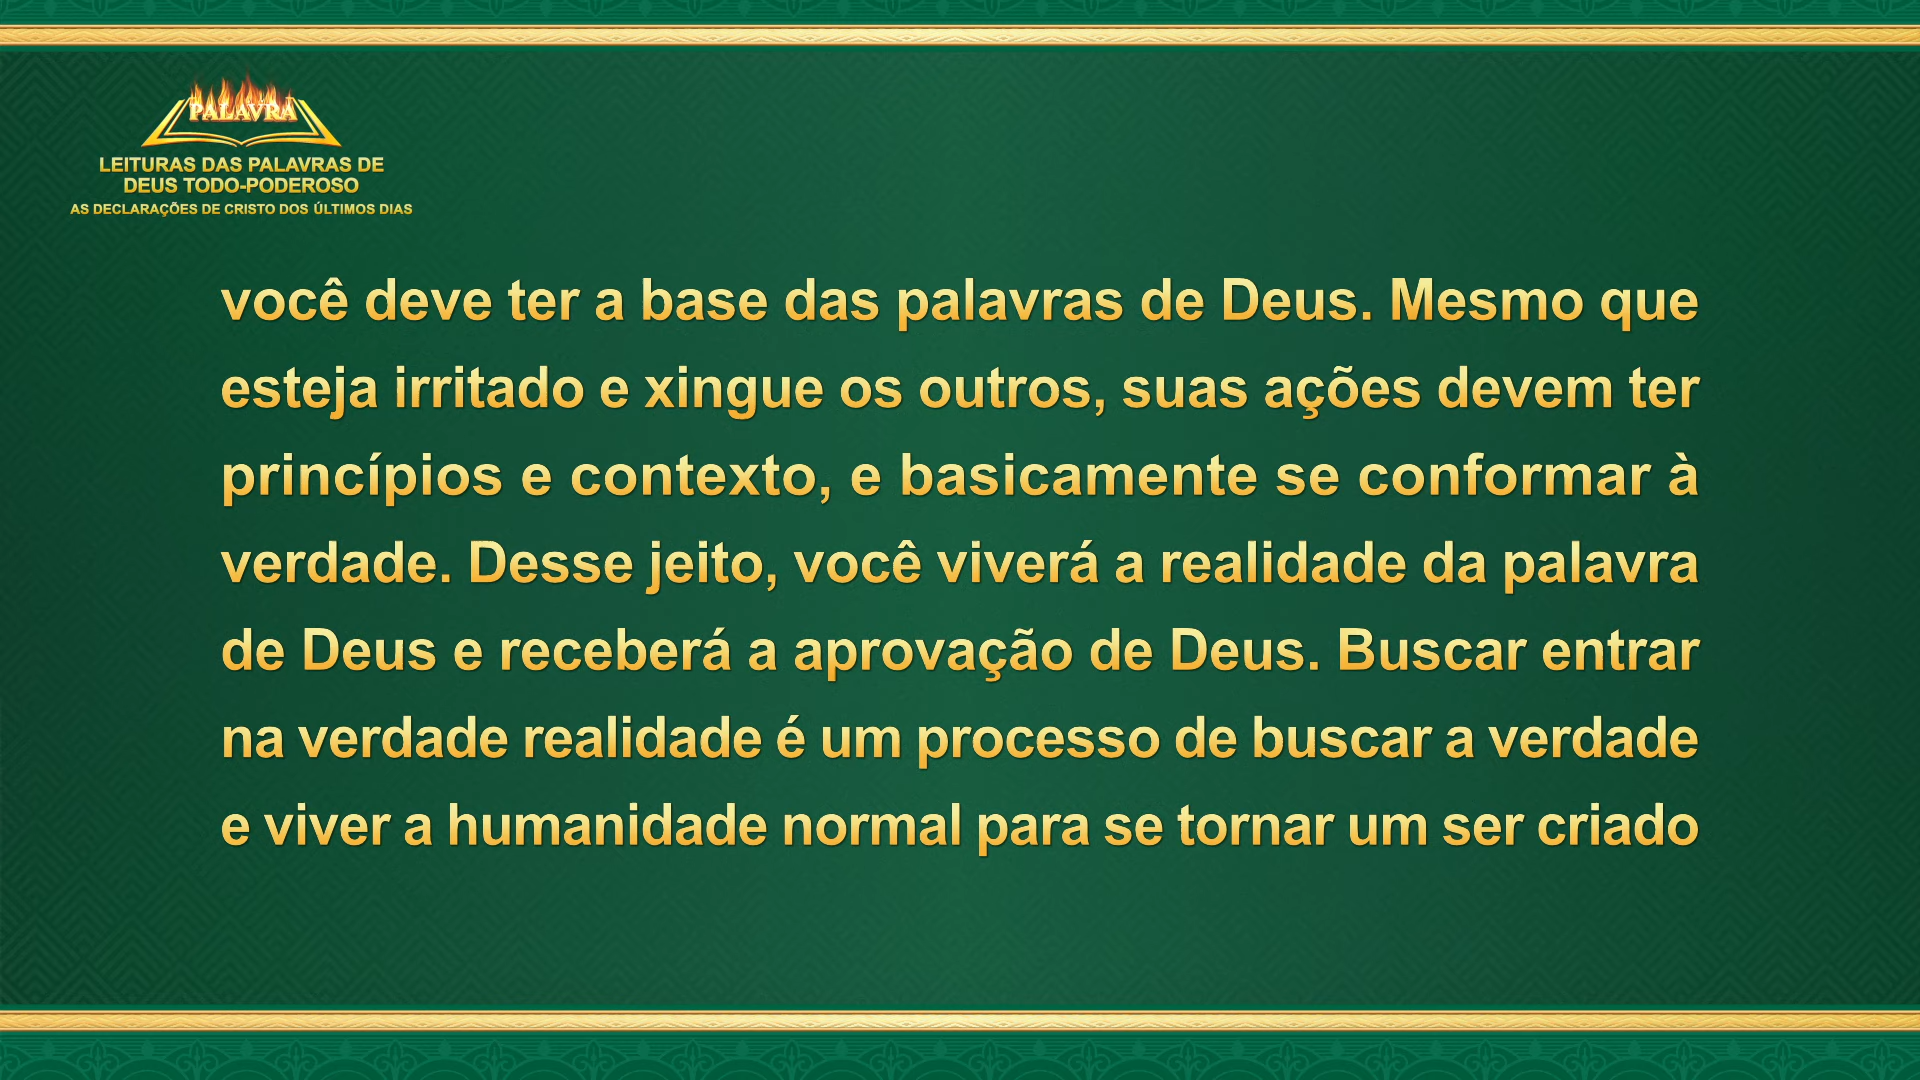 PALAVRA
LEITURAS DAS PALAVRAS DE
DEUS TODO-PODEROSO
AS DECLARAÇÕES DE CRISTO DOS ÚLTIMOS DIAS
você deve ter a base das palavras de Deus. Mesmo que
esteja irritado e xingue os outros, suas ações devem ter
princípios e contexto, e basicamente se conformar à
verdade. Desse jeito, você viverá a realidade da palavra
de Deus e receberá a aprovação de Deus. Buscar entrar
na verdade realidade é um processo de buscar a verdade
e viver a humanidade normal para se tornar um ser criado